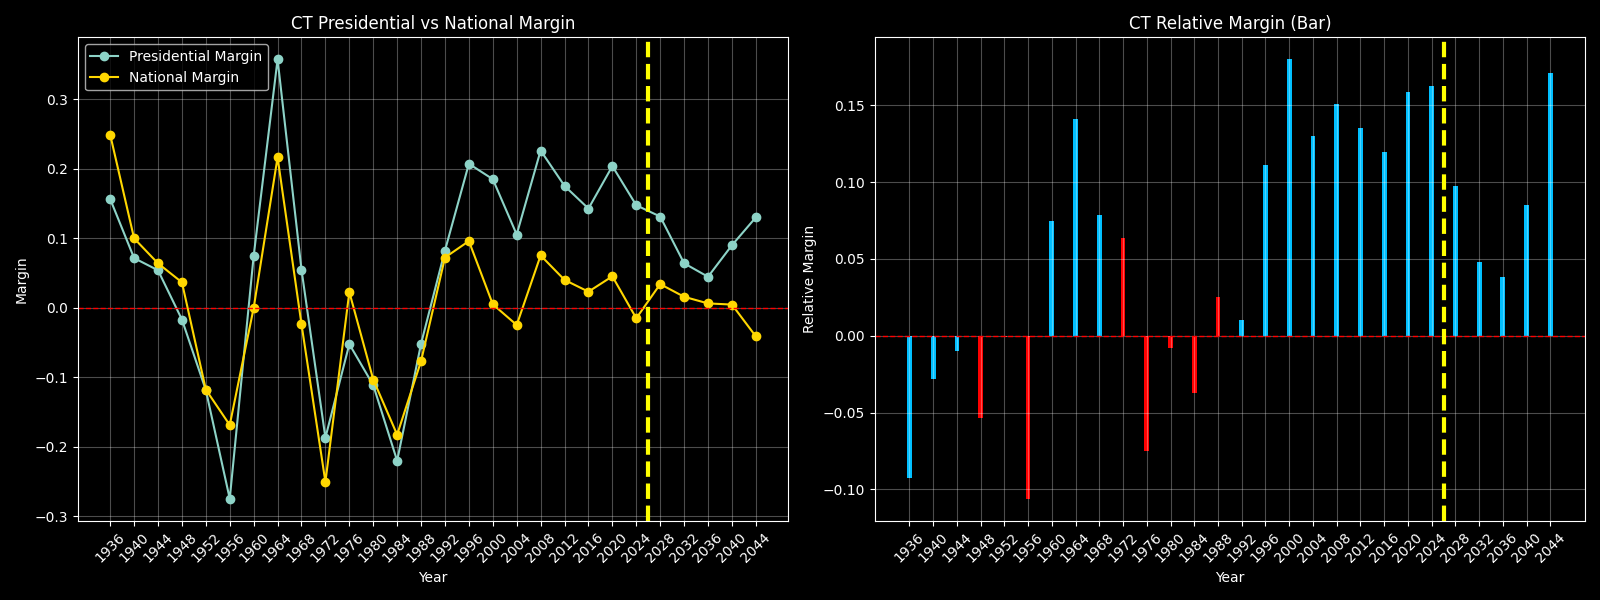 CT Presidential vs National Margin
Presidential Margin
National Margin
Margin
0.3
0.2
0.1
0.0
−0.1
−0.2
−0.3
1936 1940 1944 1948 1952 1956 1960 1964 1968 1972 1976 1980 1984 1988 1992 1996 2000 2004 2008 2012 2016 2020 2024 2028 2032 2036 2040 2044
Year
CT Relative Margin (Bar)
Relative Margin
0.15
0.10
0.05
0.00
−0.05
−0.10
1936 1940 1944 1948 1952 1956 1960 1964 1968 1972 1976 1980 1984 1988 1992 1996 2000 2004 2008 2012 2016 2020 2024 2028 2032 2036 2040 2044
Year